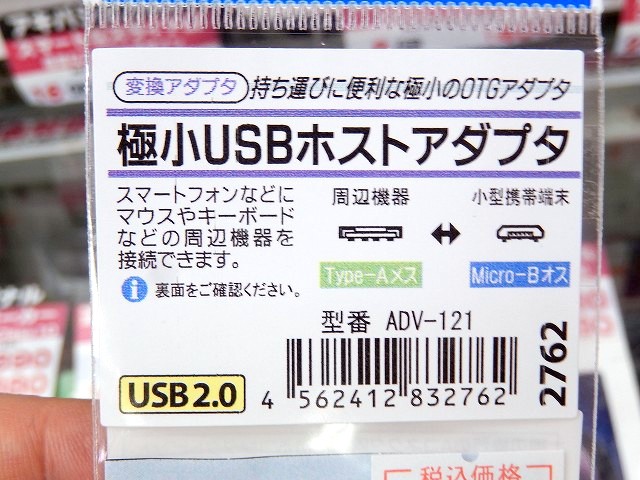 変換アダプタ 持ち運びに便利な極小のOTGアダプタ
極小USBホストアダプタ
スマートフォンなどに
マウスやキーボード
などの周辺機器を
接続できます。
裏面をご確認ください。
周辺機器 小型携帯端末
Type-Aメス Micro-Bオス
型番 ADV-121
USB2.0
4 562412 832762
2762
税込価格